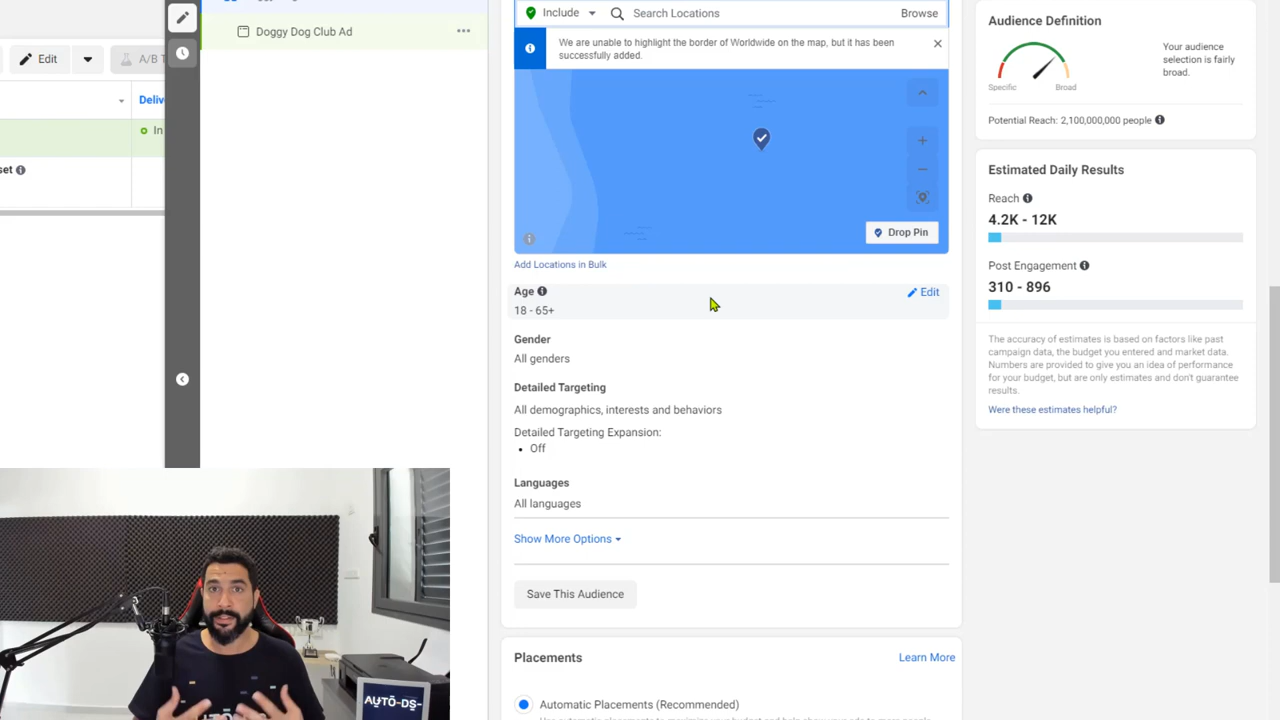 Doggy Dog Club Ad
Edit
A/B T
Deliv
In
set
Include
Search Locations
Browse
We are unable to highlight the border of Worldwide on the map, but it has been
successfully added.
Drop Pin
Add Locations in Bulk
Age
Edit
18 - 65+
Gender
All genders
Detailed Targeting
All demographics, interests and behaviors
Detailed Targeting Expansion:
• Off
Languages
All languages
Show More Options
Save This Audience
Placements
Learn More
Automatic Placements (Recommended)
Audience Definition
Your audience
selection is fairly
broad.
Specific
Broad
Potential Reach: 2,100,000,000 people
Estimated Daily Results
Reach
4.2K - 12K
Post Engagement
310 - 896
The accuracy of estimates is based on factors like past
campaign data, the budget you entered and market data.
Numbers are provided to give you an idea of performance
for your budget, but are only estimates and don't guarantee
results.
Were these estimates helpful?
AUTO-DS-